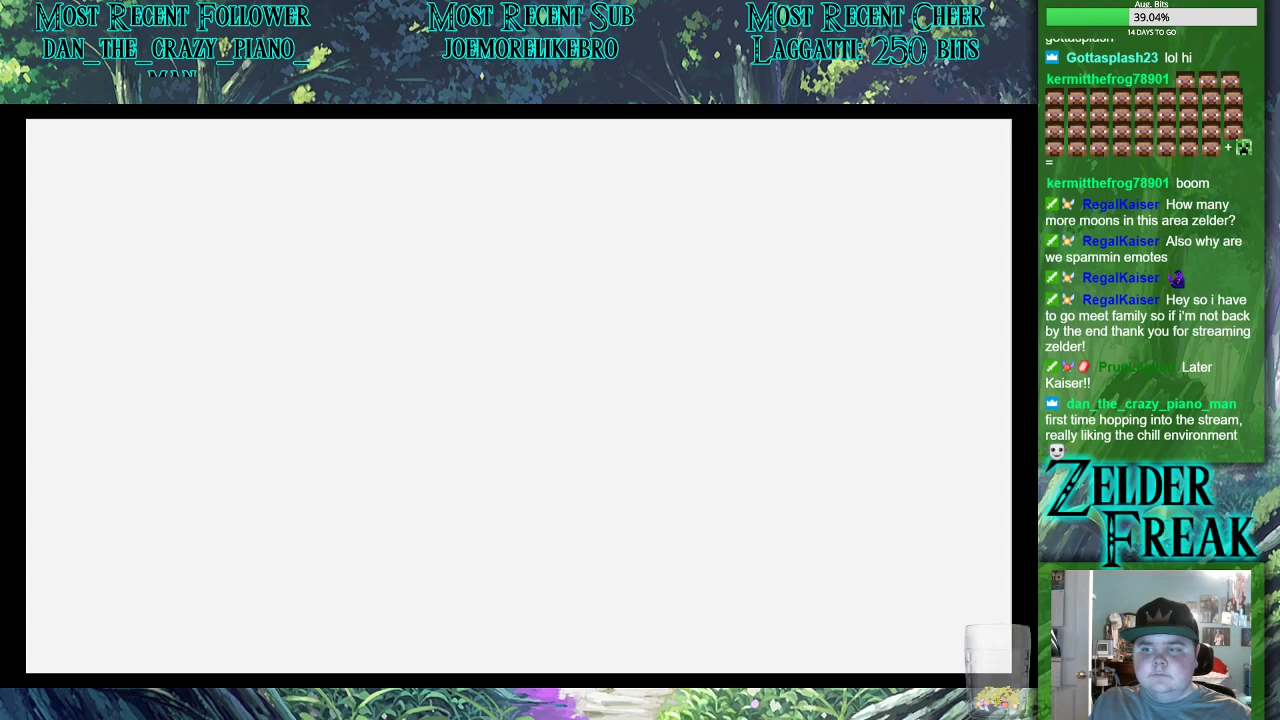 Most Recent Follower
dan_the_crazy_piano_
man
Most Recent Sub
joemorelikebro
Most Recent Cheer
Laggatti: 250 bits
Aug. Bits
39.04%
14 DAYS TO GO
gottasplash
Gottasplash23 lol hi
kermitthefrog78901
+
=
kermitthefrog78901 boom
RegalKaiser How many
more moons in this area zelder?
RegalKaiser Also why are
we spammin emotes
RegalKaiser
RegalKaiser Hey so i have
to go meet family so if i'm not back
by the end thank you for streaming
zelder!
Later
Kaiser!!
dan_the_crazy_piano_man
first time hopping into the stream,
really liking the chill environment
Zelder
Freak